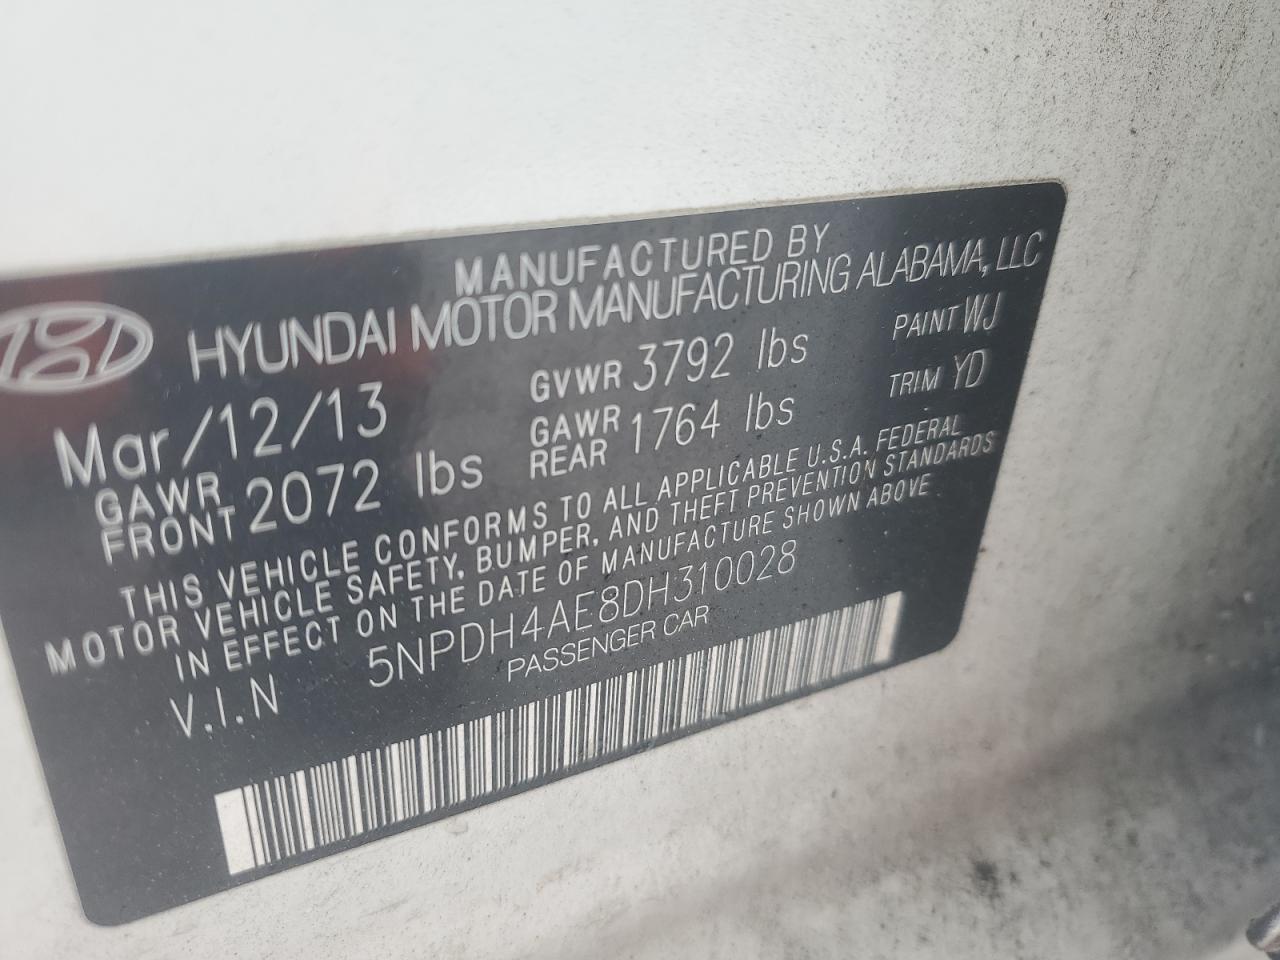 MANUFACTURED BY
HYUNDAI MOTOR MANUFACTURING ALABAMA, LLC
Mar/12/13 GVWR 3792 lbs PAINT WJ
GAWR FRONT 2072 lbs GAWR REAR 1764 lbs TRIM YD
THIS VEHICLE CONFORMS TO ALL APPLICABLE U.S.A. FEDERAL
MOTOR VEHICLE SAFETY, BUMPER, AND THEFT PREVENTION STANDARDS
IN EFFECT ON THE DATE OF MANUFACTURE SHOWN ABOVE
V.I.N 5NPDH4AE8DH310028
PASSENGER CAR